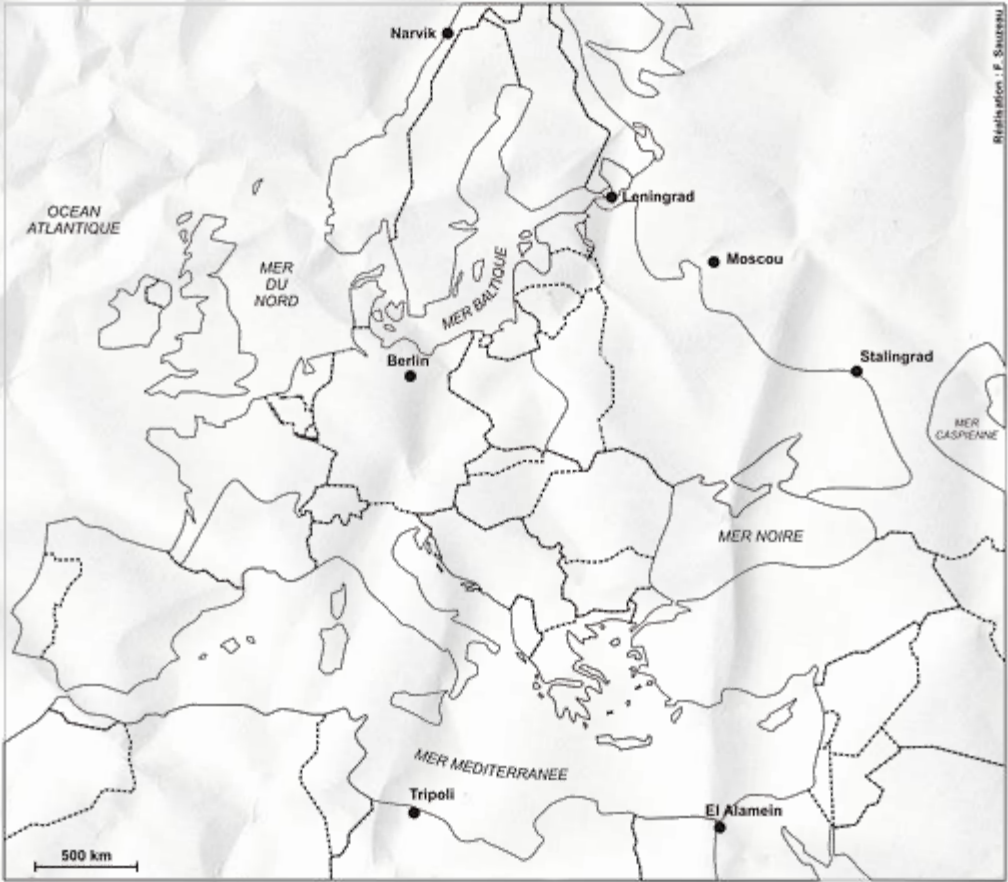 Narvik
Réalisation : F. Sauzeau
Leningrad
OCEAN
ATLANTIQUE
Moscou
MER
DU
NORD
MER BALTIQUE
Berlin
Stalingrad
MER
CASPIENNE
MER NOIRE
MER MEDITERRANEE
Tripoli
El Alamein
500 km